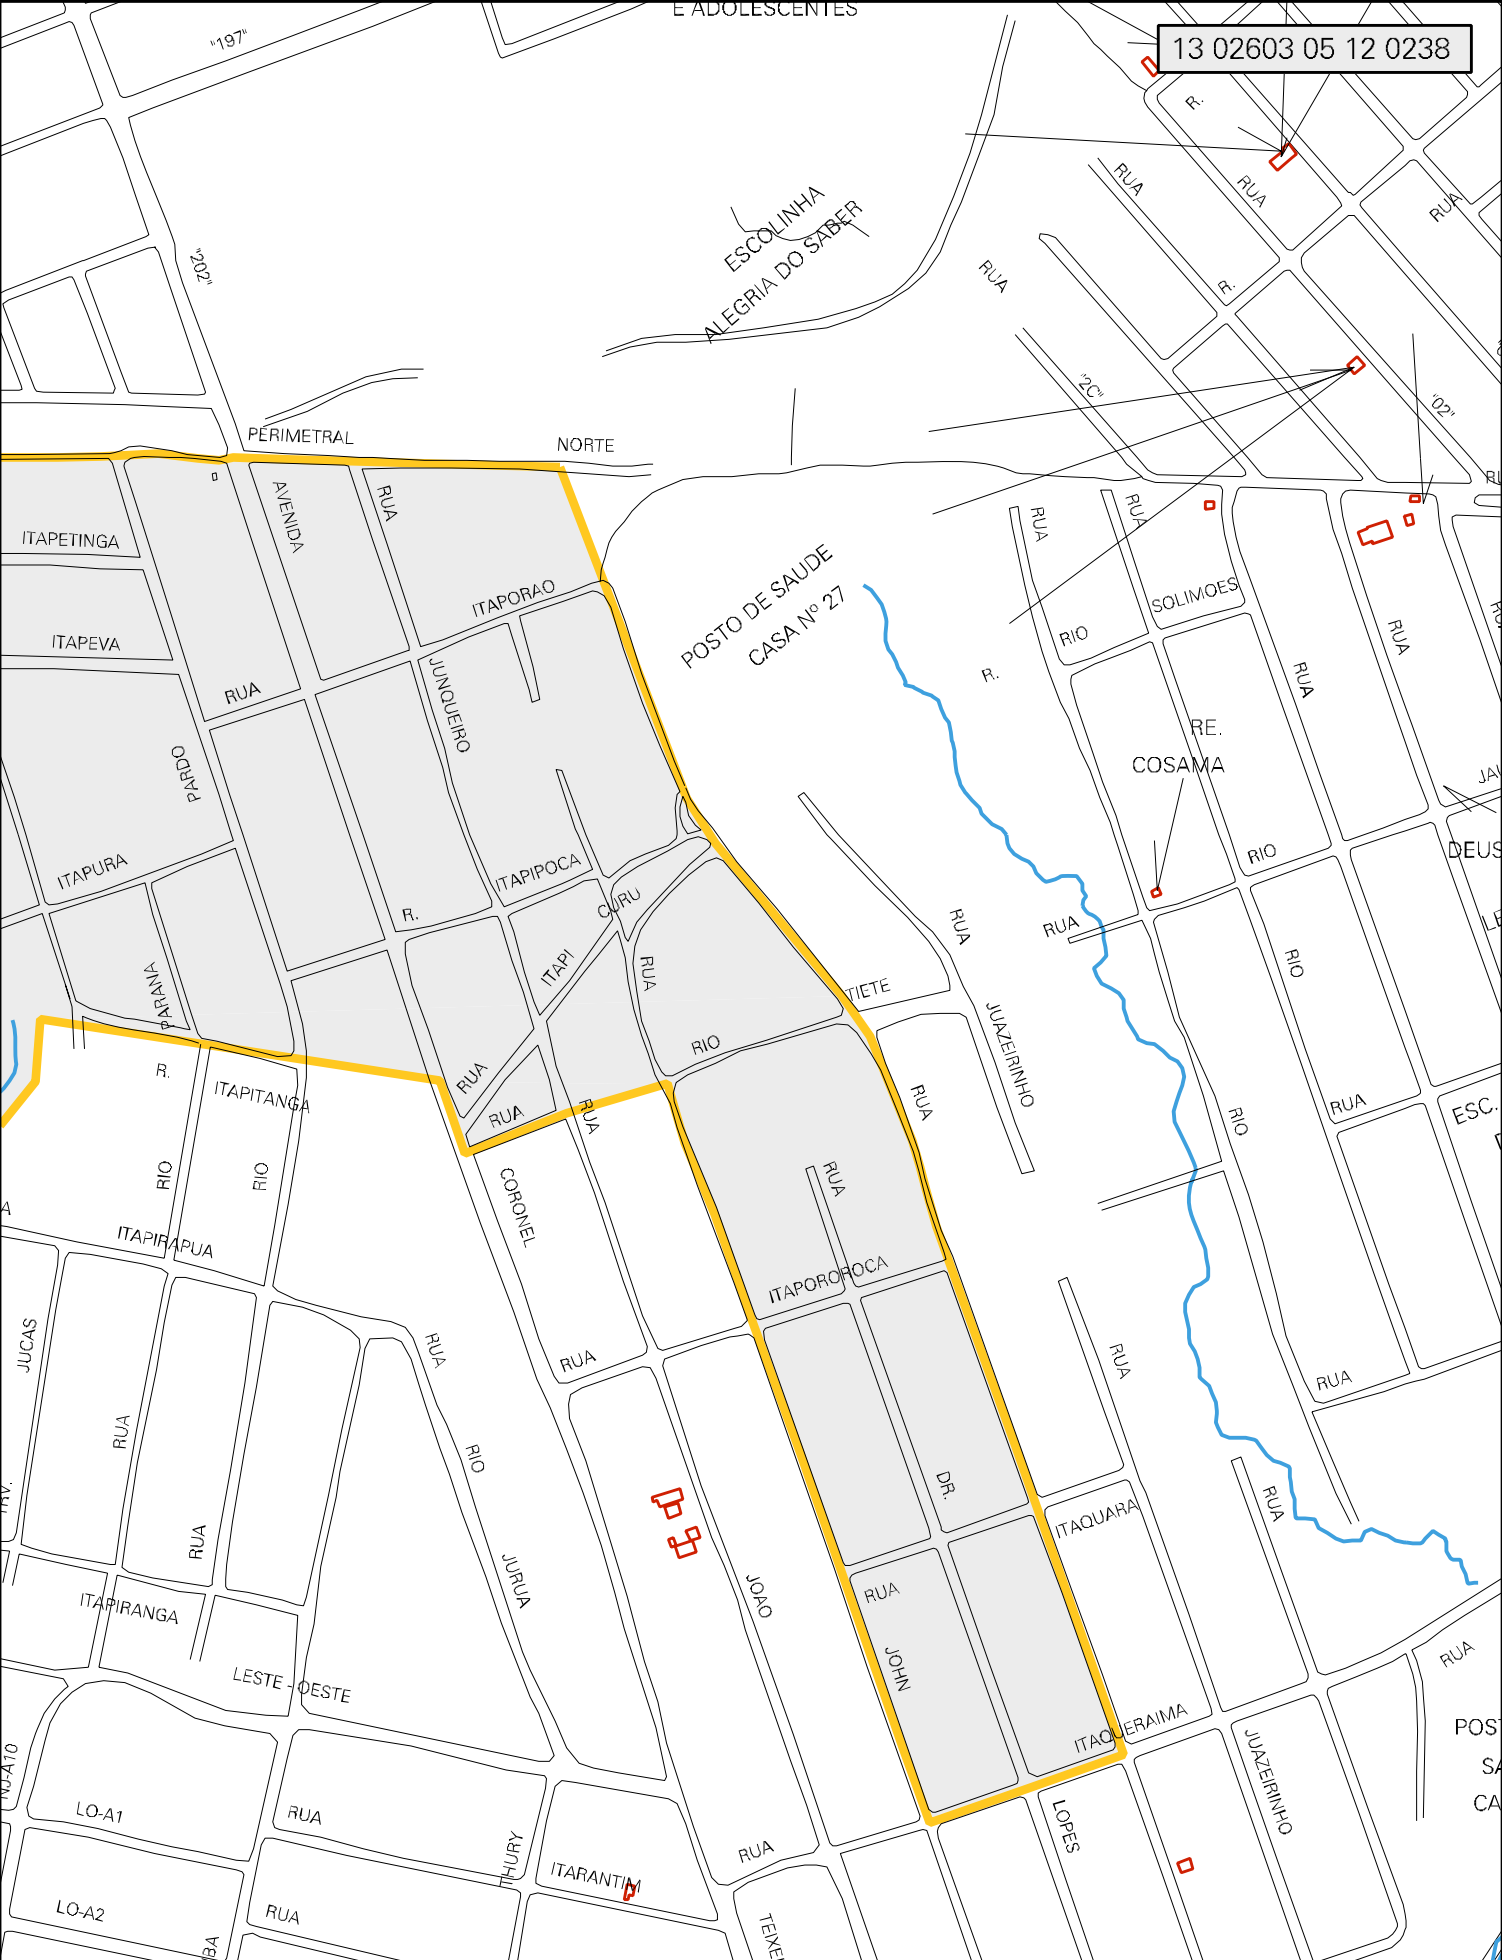 E ADOLESCENTES
13 02603 05 12 0238
"197"
R.
RUA
RUA
RUA
"202"
ESCOLINHA
ALEGRIA DO SABER
RUA
R.
"2C"
"02"
PERIMETRAL
NORTE
AVENIDA
RUA
RUA
RUA
ITAPETINGA
ITAPORAO
POSTO DE SAUDE
CASA Nº 27
SOLIMOES
RIO
RUA
ITAPEVA
RUA
JUNQUEIRO
R.
RUA
RE.
COSAMA
PARDO
ITAPURA
ITAPIPOCA
RIO
DEUS
R.
CURU
RUA
RUA
ITAPI
RUA
RIO
PARANA
TIETE
JUAZEIRINHO
RIO
R.
ITAPITANGA
RUA
RUA
RUA
RUA
RUA
ESC.
RIO
RIO
RIO
CORONEL
RUA
A
ITAPIRAPUA
ITAPOROROCA
JUCAS
RUA
RUA
RUA
RUA
RUA
RIO
DR.
RUA
ITAQUARA
TRV.
RUA
JURUA
JOAO
RUA
ITAPIRANGA
JOHN
RUA
LESTE - OESTE
ITAQUERAIMA
NJ-A10
JUAZEIRINHO
LO-A1
RUA
LOPES
THURY
RUA
ITARANTIM
LO-A2
RUA